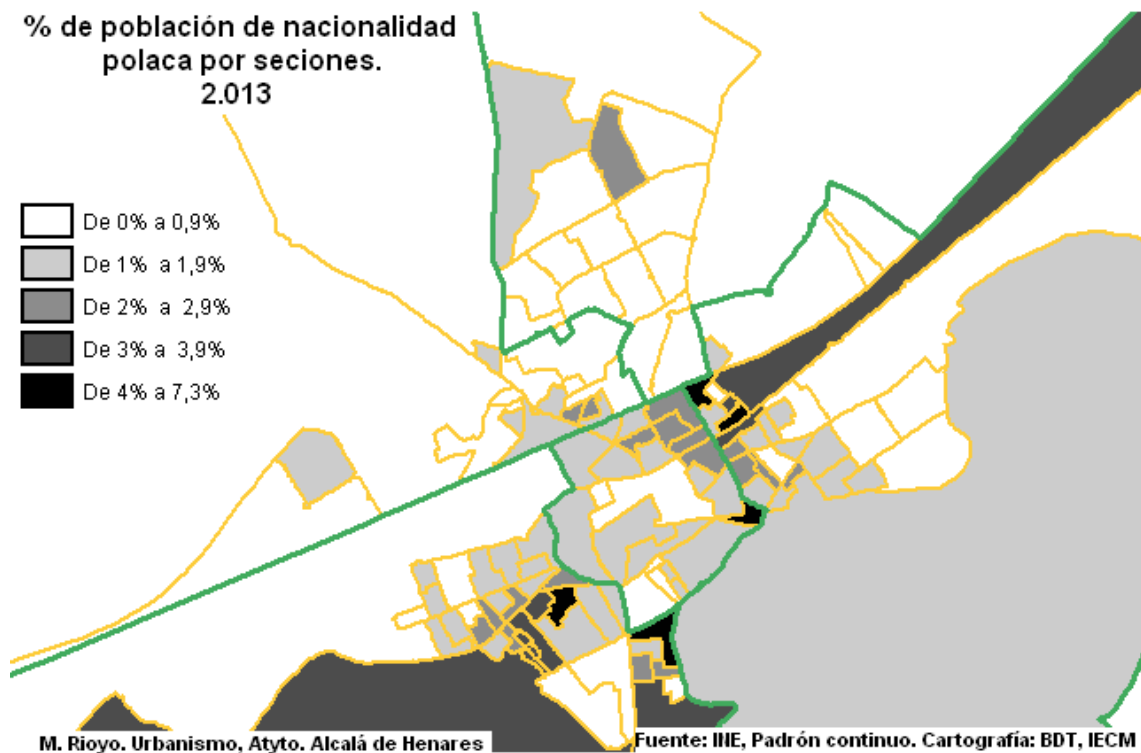 % de población de nacionalidad
polaca por seciones.
2.013
De 0% a 0,9%
De 1% a 1,9%
De 2% a 2,9%
De 3% a 3,9%
De 4% a 7,3%
M. Rioyo. Urbanismo, Atyto. Alcalá de Henares
Fuente: INE, Padrón continuo. Cartografía: BDT, IECM